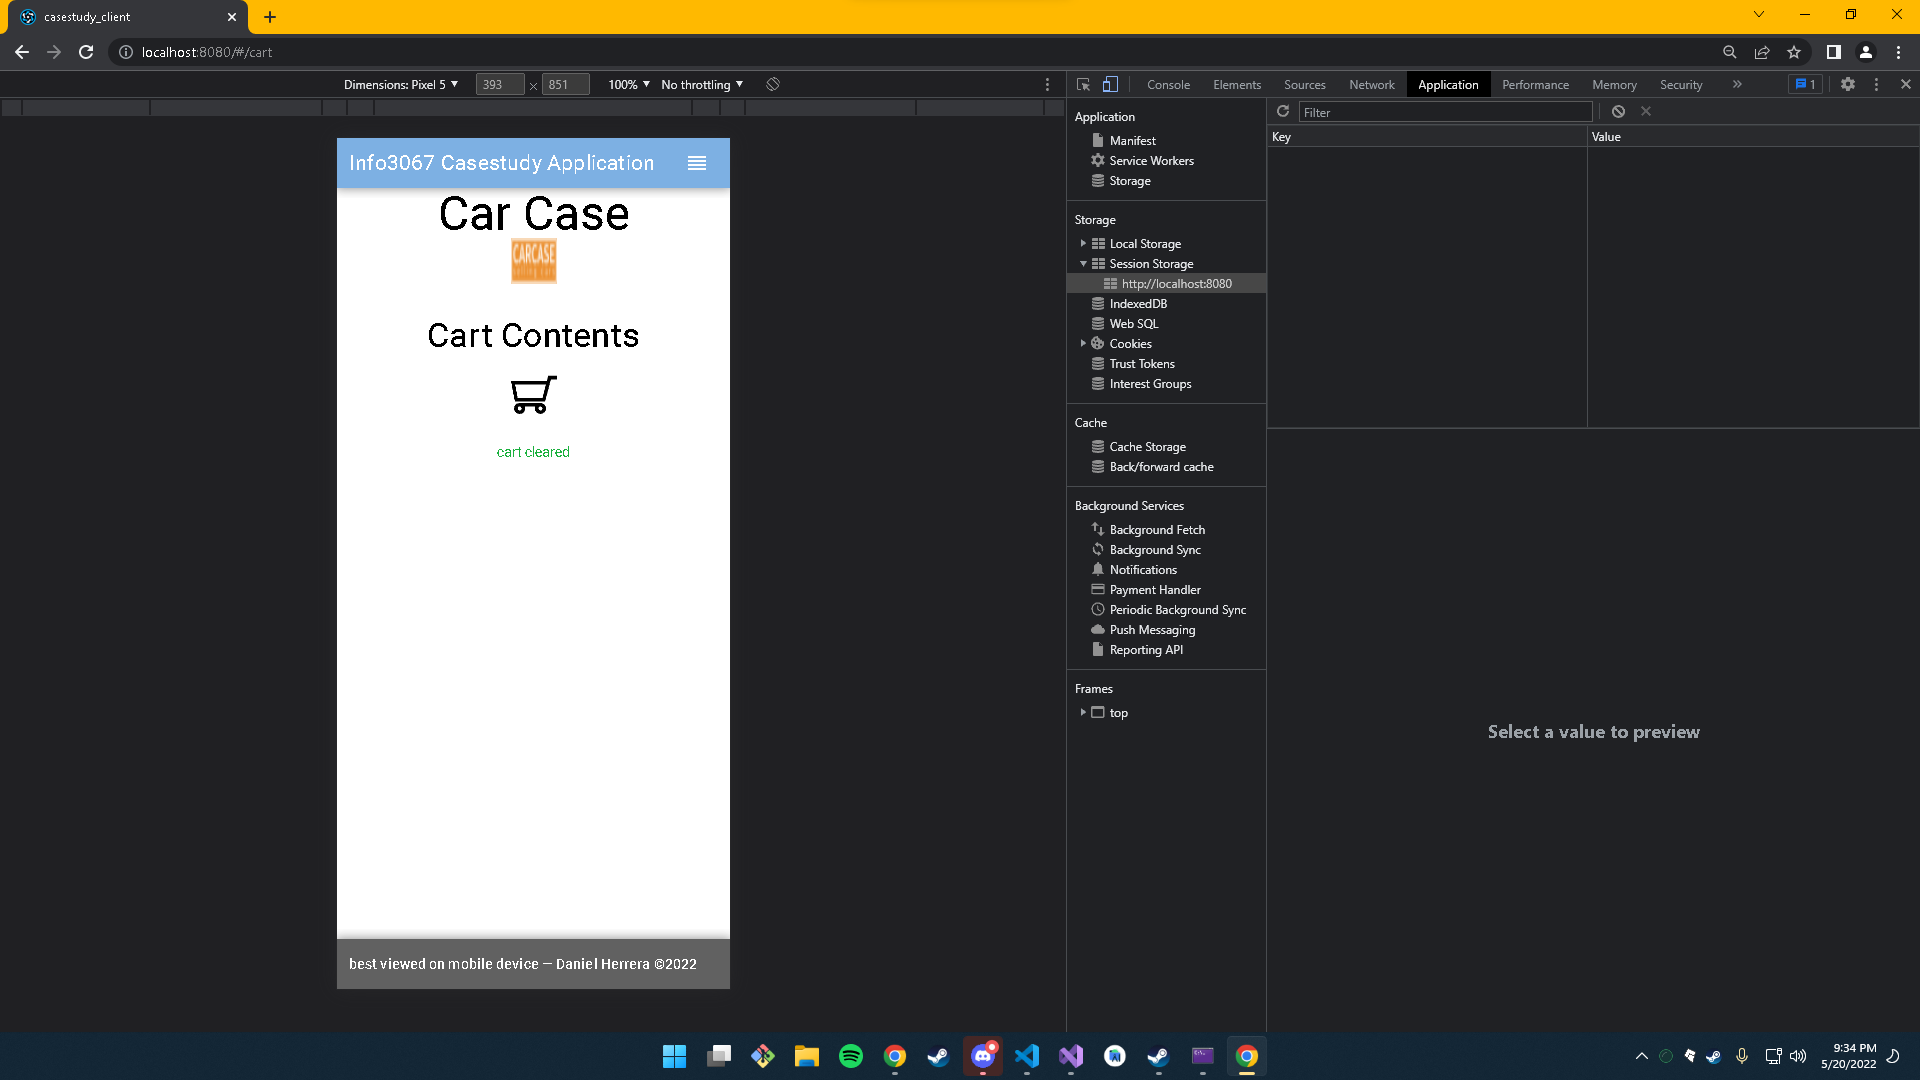 casestudy_client
localhost:8080/#/cart
Dimensions: Pixel 5 393 × 851 100% No throttling
Console Elements Sources Network Application Performance Memory Security 1
Info3067 Casestudy Application
Car Case
CARCASE
Cart Contents
cart cleared
best viewed on mobile device — Daniel Herrera ©2022
Application
Manifest
Service Workers
Storage
Storage
Local Storage
Session Storage
http://localhost:8080
IndexedDB
Web SQL
Cookies
Trust Tokens
Interest Groups
Cache
Cache Storage
Back/forward cache
Background Services
Background Fetch
Background Sync
Notifications
Payment Handler
Periodic Background Sync
Push Messaging
Reporting API
Frames
top
Filter
Key Value
Select a value to preview
9:34 PM
5/20/2022